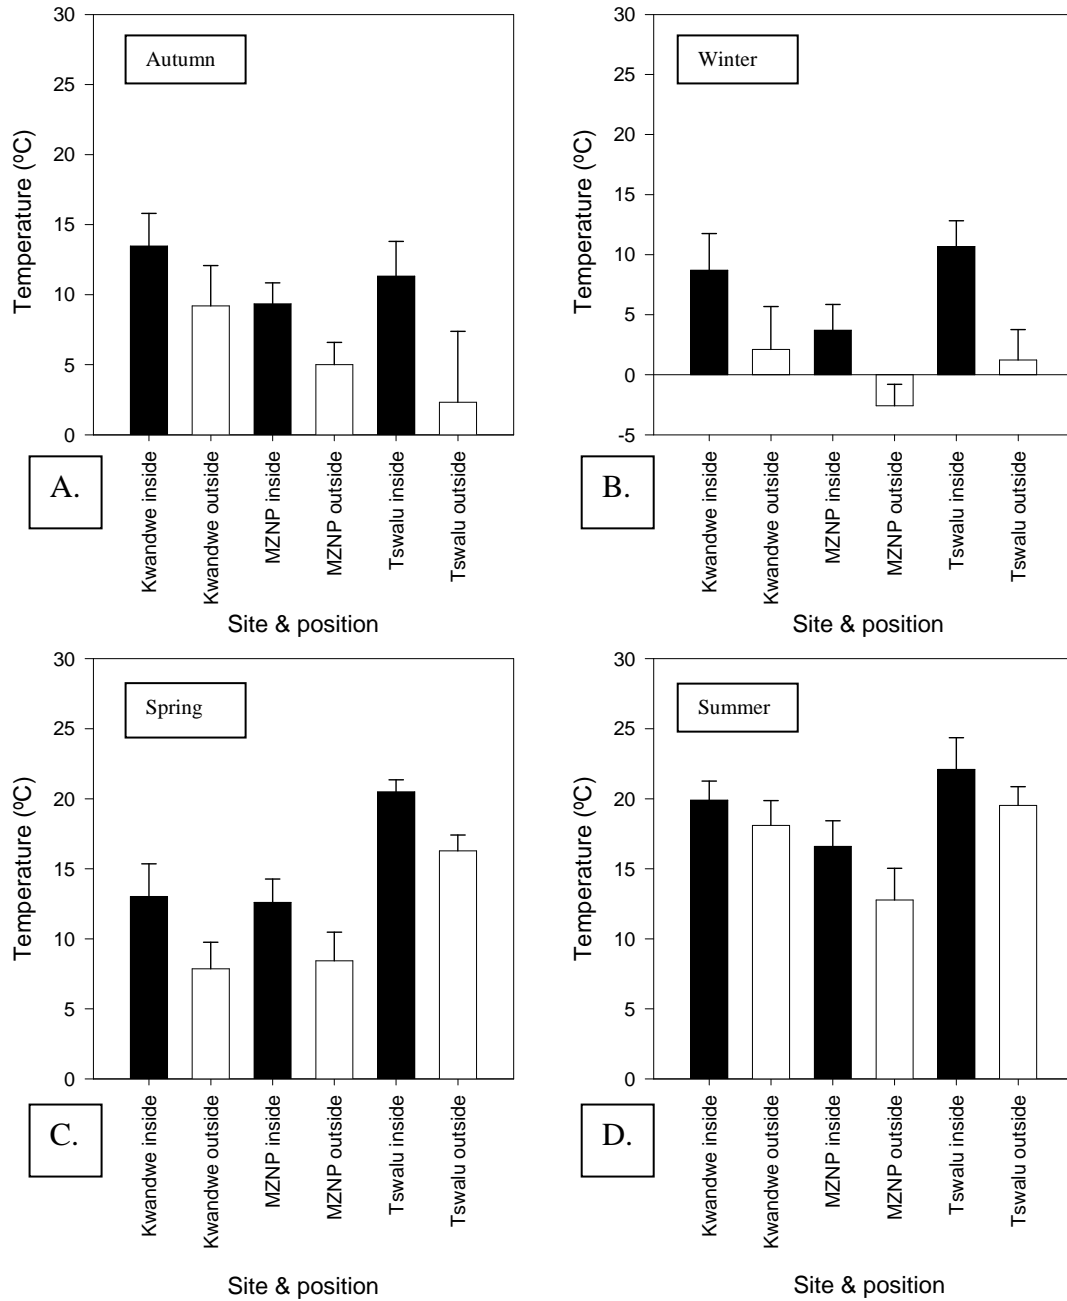 Autumn
Temperature (ºC)
30
25
20
15
10
5
0
Kwandwe inside
Kwandwe outside
MZNP inside
MZNP outside
Tswalu inside
Tswalu outside
A.
Site & position
Winter
Temperature (ºC)
30
25
20
15
10
5
0
-5
Kwandwe inside
Kwandwe outside
MZNP inside
MZNP outside
Tswalu inside
Tswalu outside
B.
Site & position
Spring
Temperature (ºC)
30
25
20
15
10
5
0
Kwandwe inside
Kwandwe outside
MZNP inside
MZNP outside
Tswalu inside
Tswalu outside
C.
Site & position
Summer
Temperature (ºC)
30
25
20
15
10
5
0
Kwandwe inside
Kwandwe outside
MZNP inside
MZNP outside
Tswalu inside
Tswalu outside
D.
Site & position